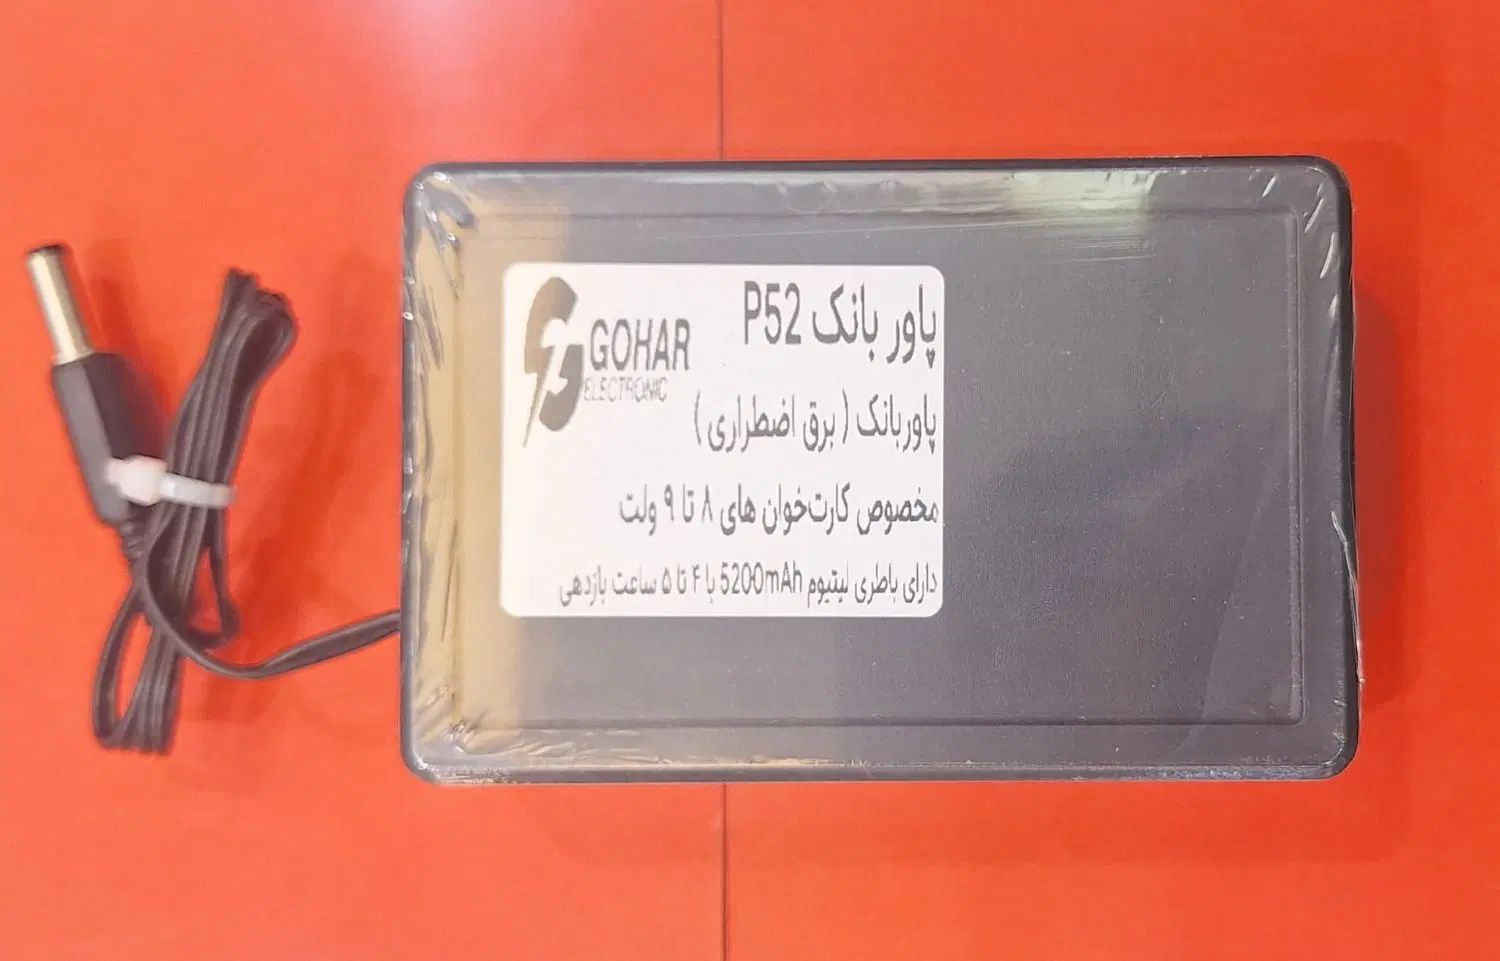 پاور بانک P52
GOHAR
ELECTRONIC
پاوربانک ( برق اضطراری )
مخصوص کارت‌خوان های ۸ تا ۹ ولت
دارای باطری لیتیوم 5200mAh با ۴ تا ۵ ساعت بازدهی